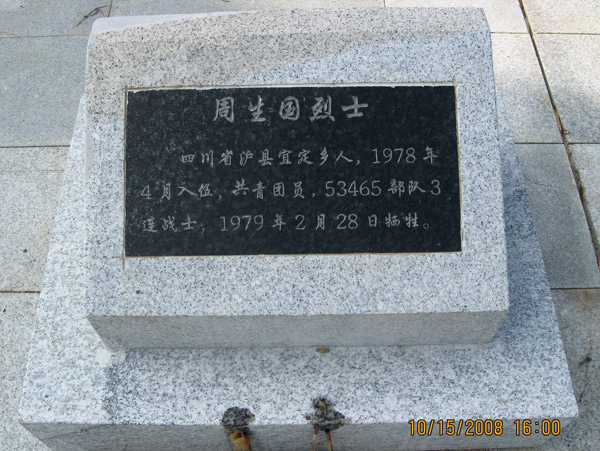 周生国烈士
四川省泸县宜定乡人，1978年
4月入伍，共青团员，53465部队3
连战士，1979年2月28日牺牲。
10/15/2008 16:00